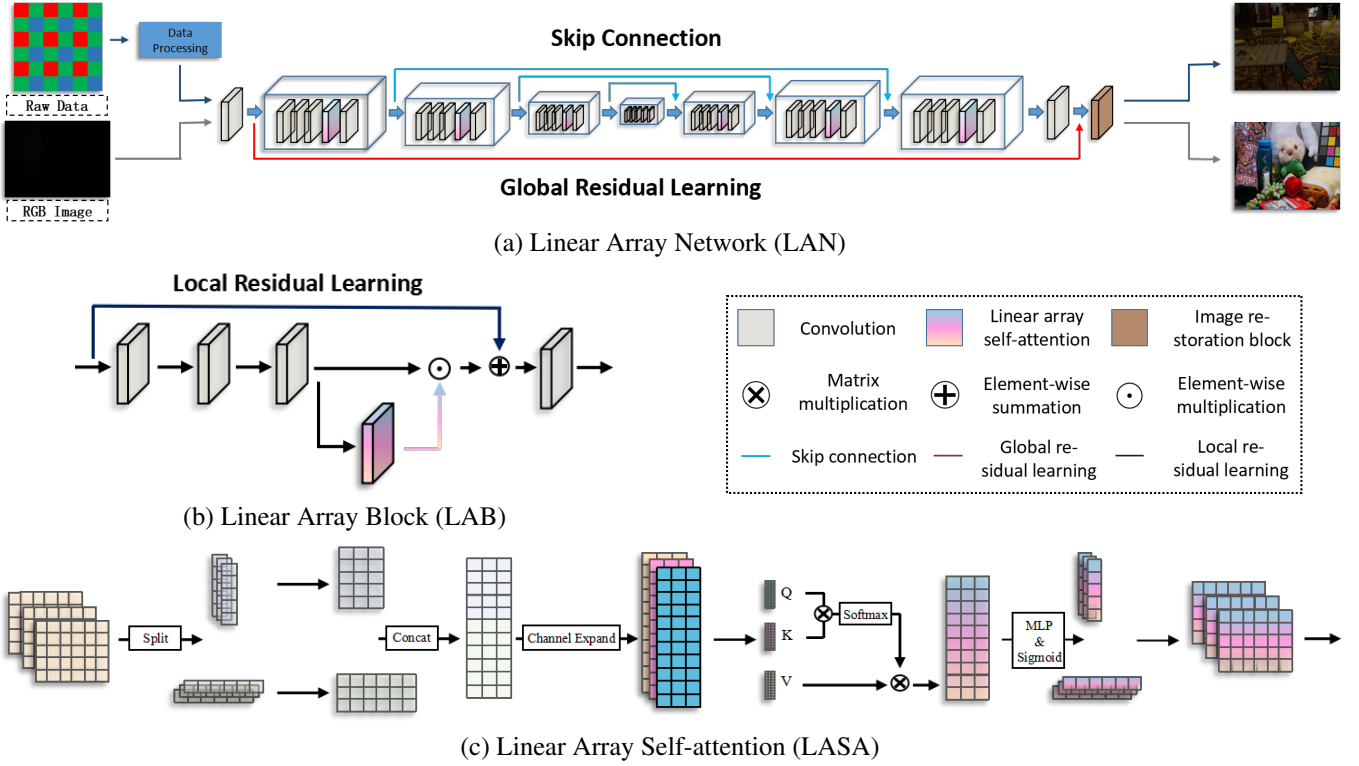 Data
Processing
Raw Data
RGB Image
Skip Connection
Global Residual Learning
(a) Linear Array Network (LAN)
Local Residual Learning
(b) Linear Array Block (LAB)
Convolution
Linear array
self-attention
Image re-
storation block
Matrix
multiplication
Element-wise
summation
Element-wise
multiplication
Skip connection
Global re-
sidual learning
Local re-
sidual learning
Split
Concat
Channel Expand
Q
K
V
Softmax
MLP
&
Sigmoid
(c) Linear Array Self-attention (LASA)